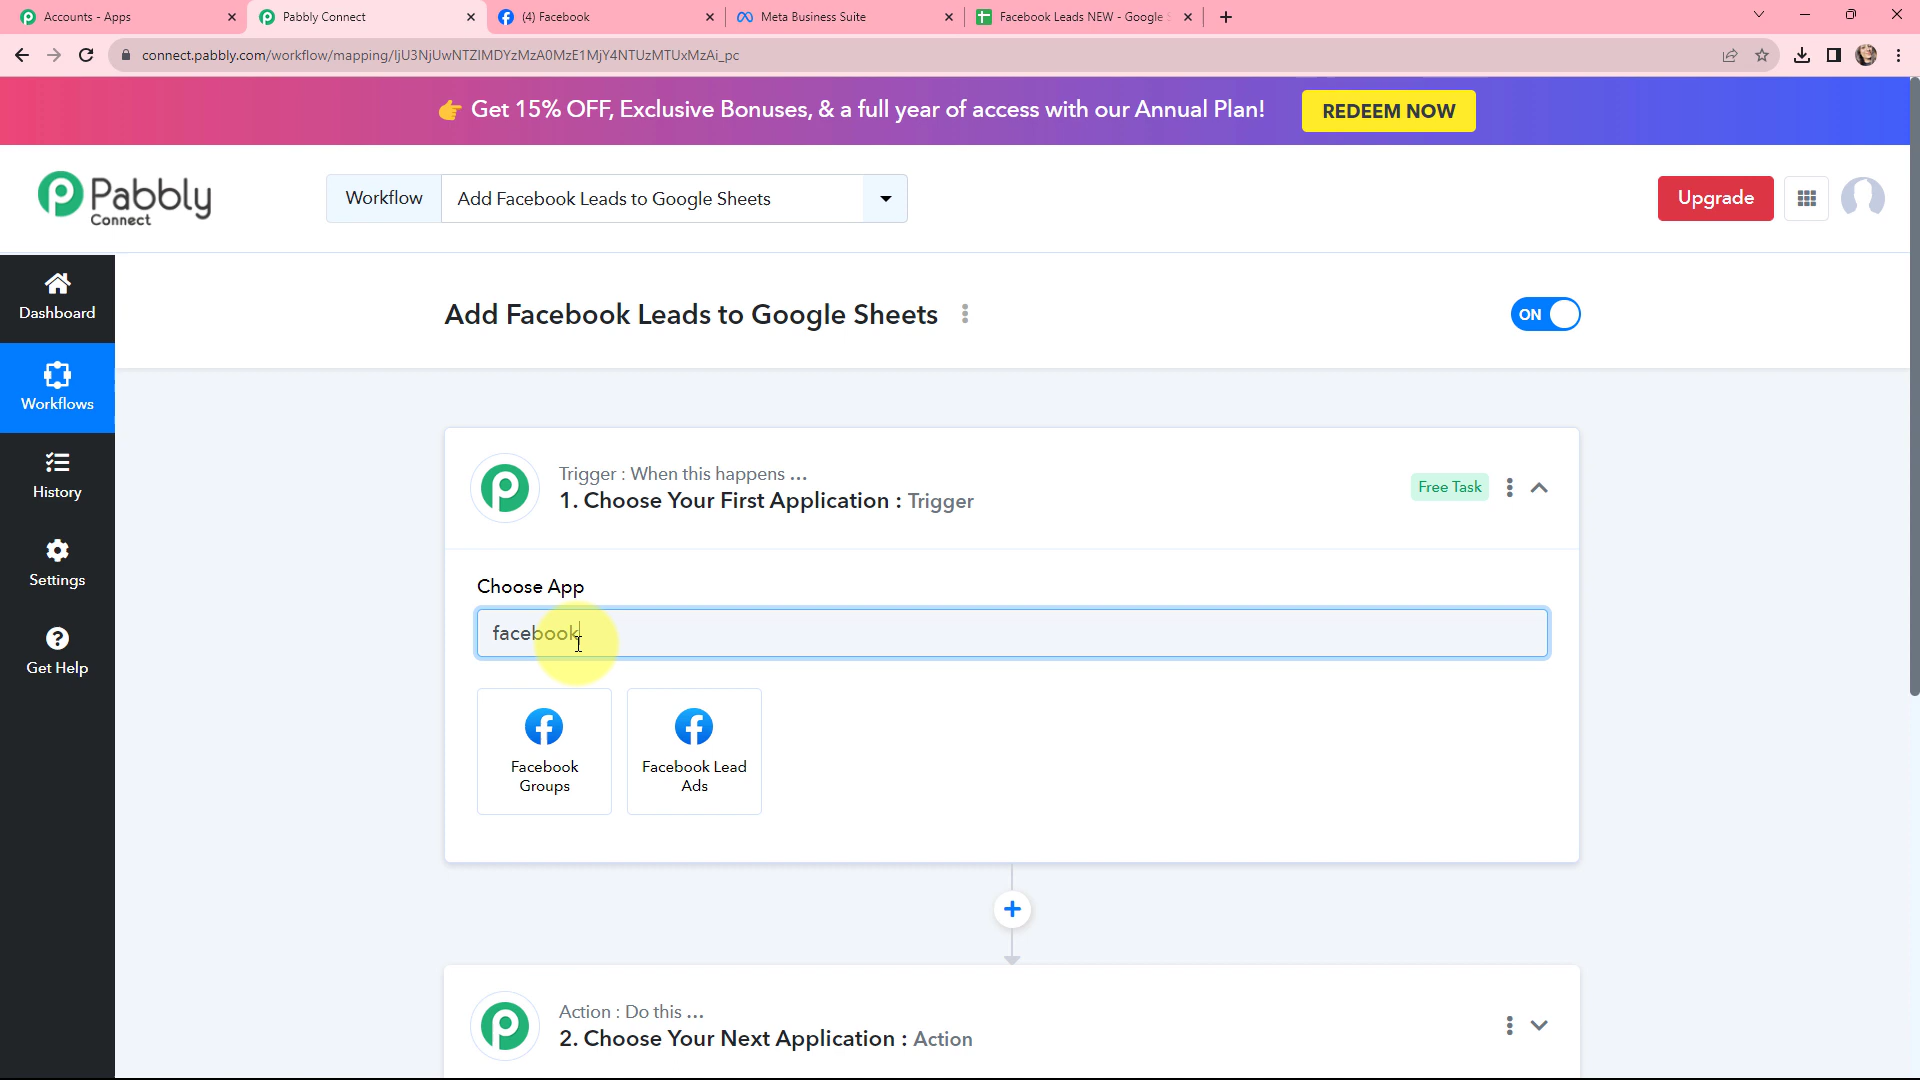 Accounts - Apps
Pabbly Connect
(4) Facebook
Meta Business Suite
Facebook Leads NEW - Google S
connect.pabbly.com/workflow/mapping/IjU3NjUwNTZlMDYzMzA0MzE1MjY4NTUzMTUxMzAi_pc
👉 Get 15% OFF, Exclusive Bonuses, & a full year of access with our Annual Plan!
REDEEM NOW
Pabbly
Connect
Workflow
Add Facebook Leads to Google Sheets
Upgrade
Dashboard
Workflows
History
Settings
Get Help
Add Facebook Leads to Google Sheets
ON
Trigger : When this happens ...
1. Choose Your First Application : Trigger
Free Task
Choose App
facebook
Facebook
Groups
Facebook Lead
Ads
Action : Do this ...
2. Choose Your Next Application : Action